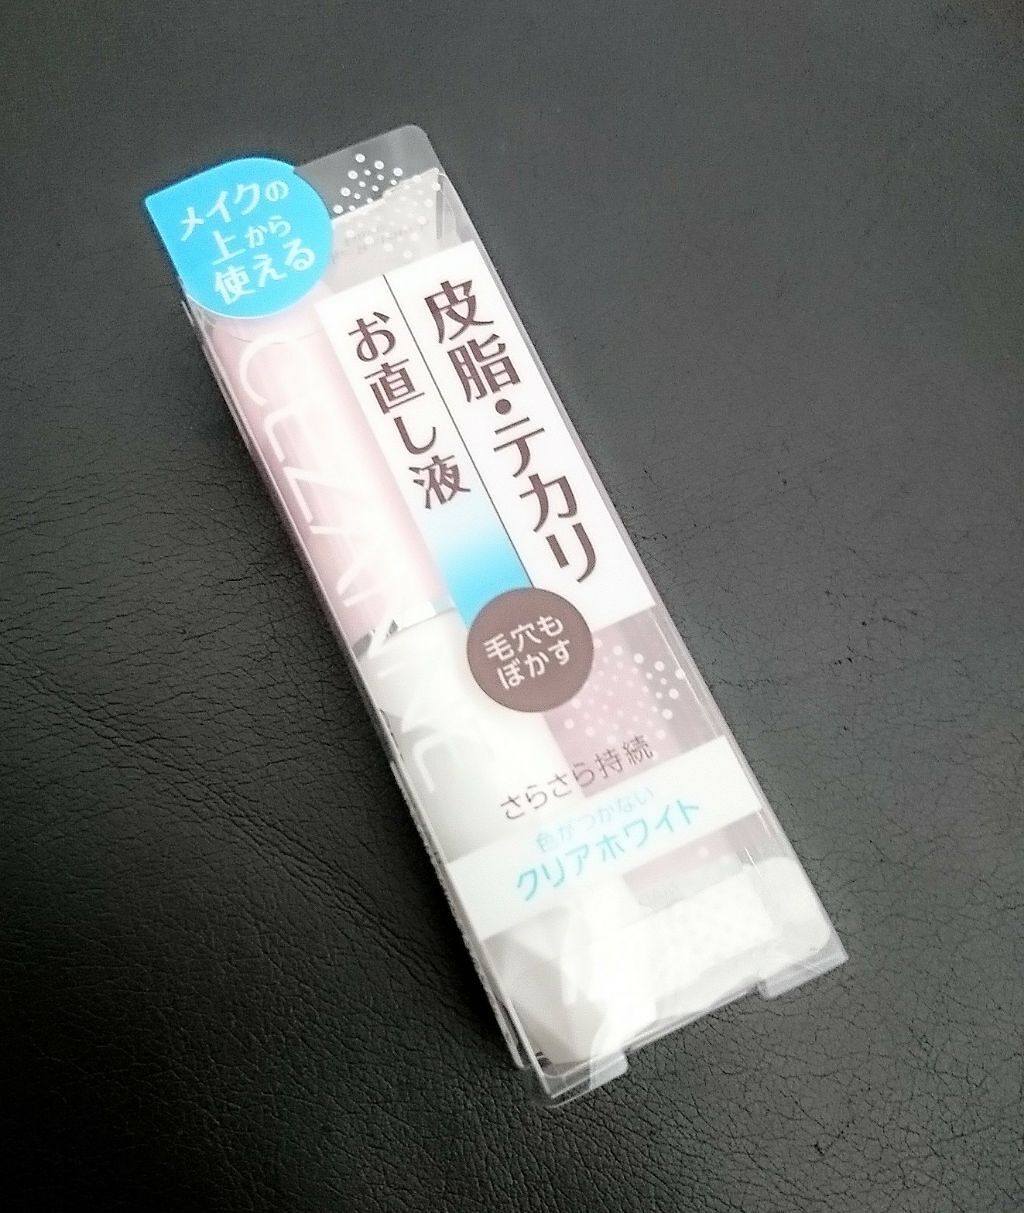 メイクの
上から
使える
皮脂・テカリ
お直し液
CEZANNE
毛穴も
ぼかす
さらさら持続
色がつかない
クリアホワイト